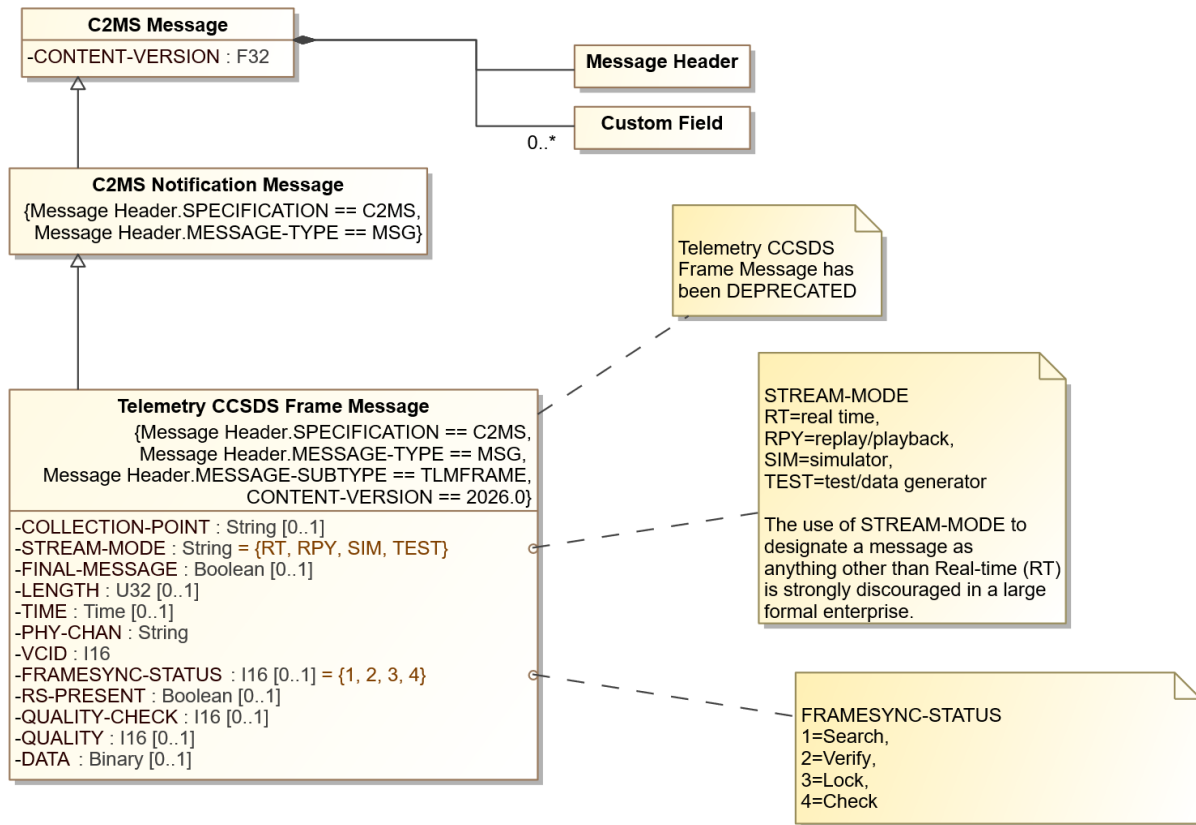 C2MS Message
-CONTENT-VERSION : F32
Message Header
Custom Field
0..*
C2MS Notification Message
{Message Header.SPECIFICATION == C2MS,
Message Header.MESSAGE-TYPE == MSG}
Telemetry CCSDS
Frame Message has
been DEPRECATED
Telemetry CCSDS Frame Message
{Message Header.SPECIFICATION == C2MS,
Message Header.MESSAGE-TYPE == MSG,
Message Header.MESSAGE-SUBTYPE == TLMFRAME,
CONTENT-VERSION == 2026.0}
-COLLECTION-POINT : String [0..1]
-STREAM-MODE : String = {RT, RPY, SIM, TEST}
-FINAL-MESSAGE : Boolean [0..1]
-LENGTH : U32 [0..1]
-TIME : Time [0..1]
-PHY-CHAN : String
-VCID : I16
-FRAMESYNC-STATUS : I16 [0..1] = {1, 2, 3, 4}
-RS-PRESENT : Boolean [0..1]
-QUALITY-CHECK : I16 [0..1]
-QUALITY : I16 [0..1]
-DATA : Binary [0..1]
STREAM-MODE
RT=real time,
RPY=replay/playback,
SIM=simulator,
TEST=test/data generator
The use of STREAM-MODE to
designate a message as
anything other than Real-time (RT)
is strongly discouraged in a large
formal enterprise.
FRAMESYNC-STATUS
1=Search,
2=Verify,
3=Lock,
4=Check